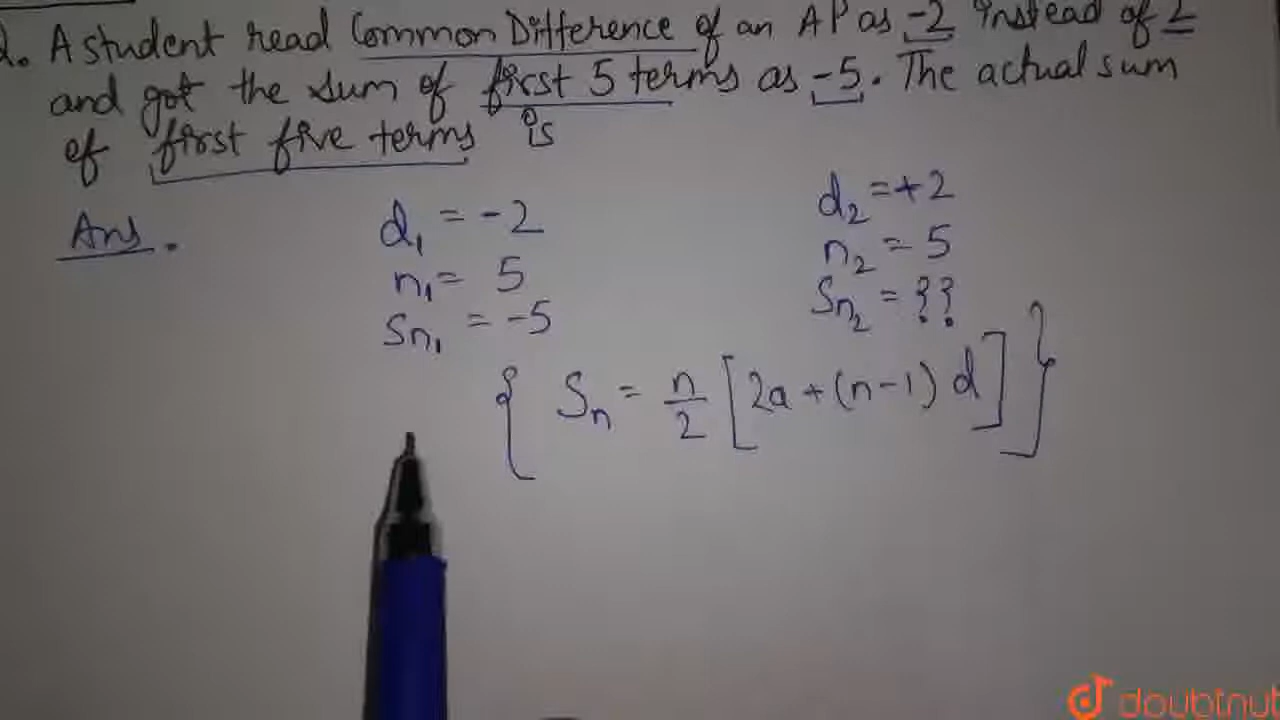 Q. A student read Common Difference of an AP as -2 instead of 2
and got the sum of first 5 terms as -5. The actual sum
of first five terms is
Ans.
d₁ = -2
n₁ = 5
Sn₁ = -5
d₂ = +2
n₂ = 5
Sn₂ = ??
{ Sₙ = n/2 [2a + (n-1) d] }
doubtnut